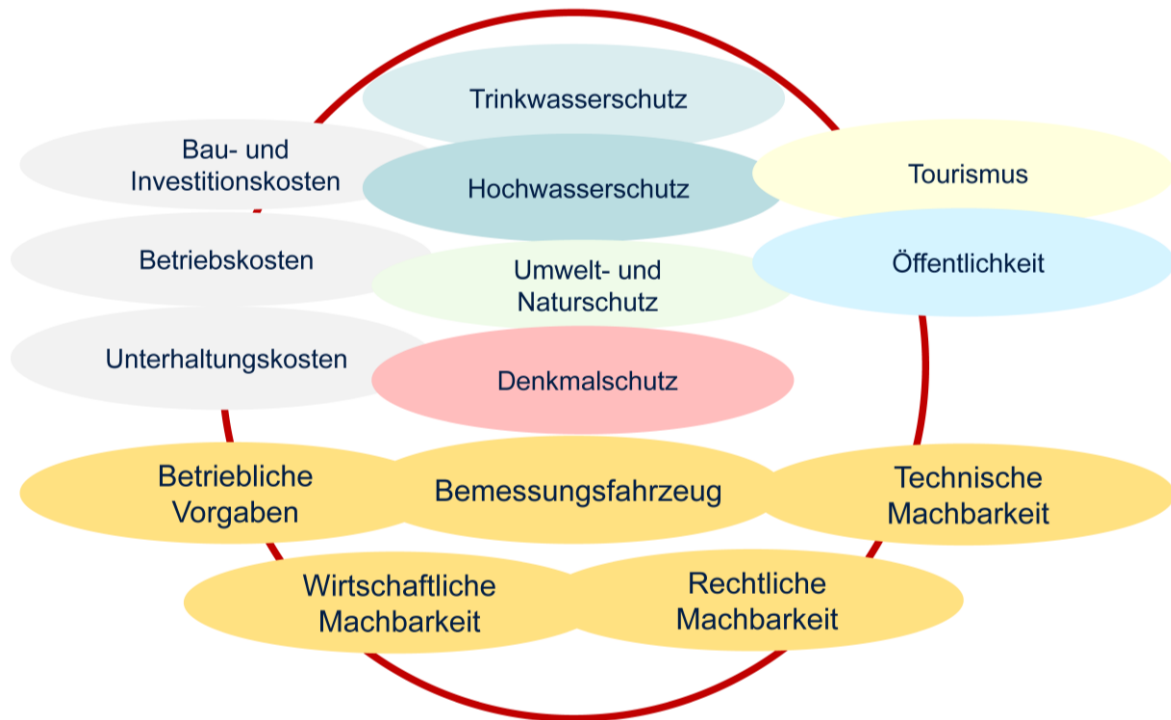 Trinkwasserschutz
Bau- und
Investitionskosten
Hochwasserschutz
Tourismus
Betriebskosten
Umwelt- und
Naturschutz
Öffentlichkeit
Unterhaltungskosten
Denkmalschutz
Betriebliche
Vorgaben
Bemessungsfahrzeug
Technische
Machbarkeit
Wirtschaftliche
Machbarkeit
Rechtliche
Machbarkeit